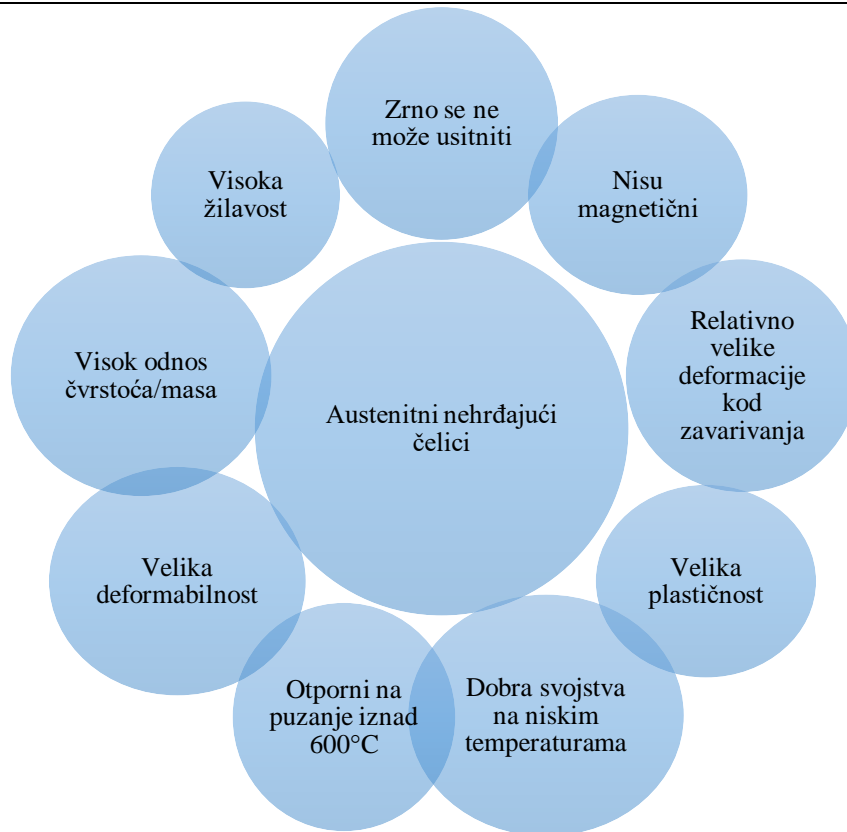 Zrno se ne
može usitniti
Nisu
magnetični
Relativno
velike
deformacije
kod
zavarivanja
Velika
plastičnost
Dobra svojstva
na niskim
temperaturama
Otporni na
puzanje iznad
600°C
Velika
deformabilnost
Visok odnos
čvrstoća/masa
Visoka
žilavost
Austenitni nehrđajući
čelici